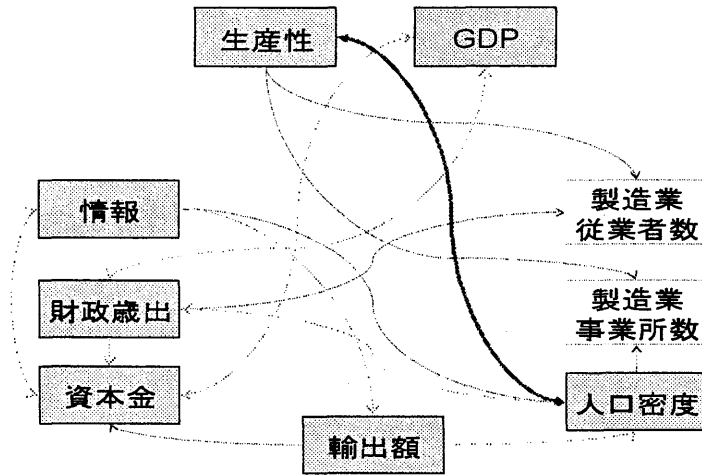 生産性
GDP
情報
製造業
従業者数
財政歳出
製造業
事業所数
資本金
人口密度
輸出額